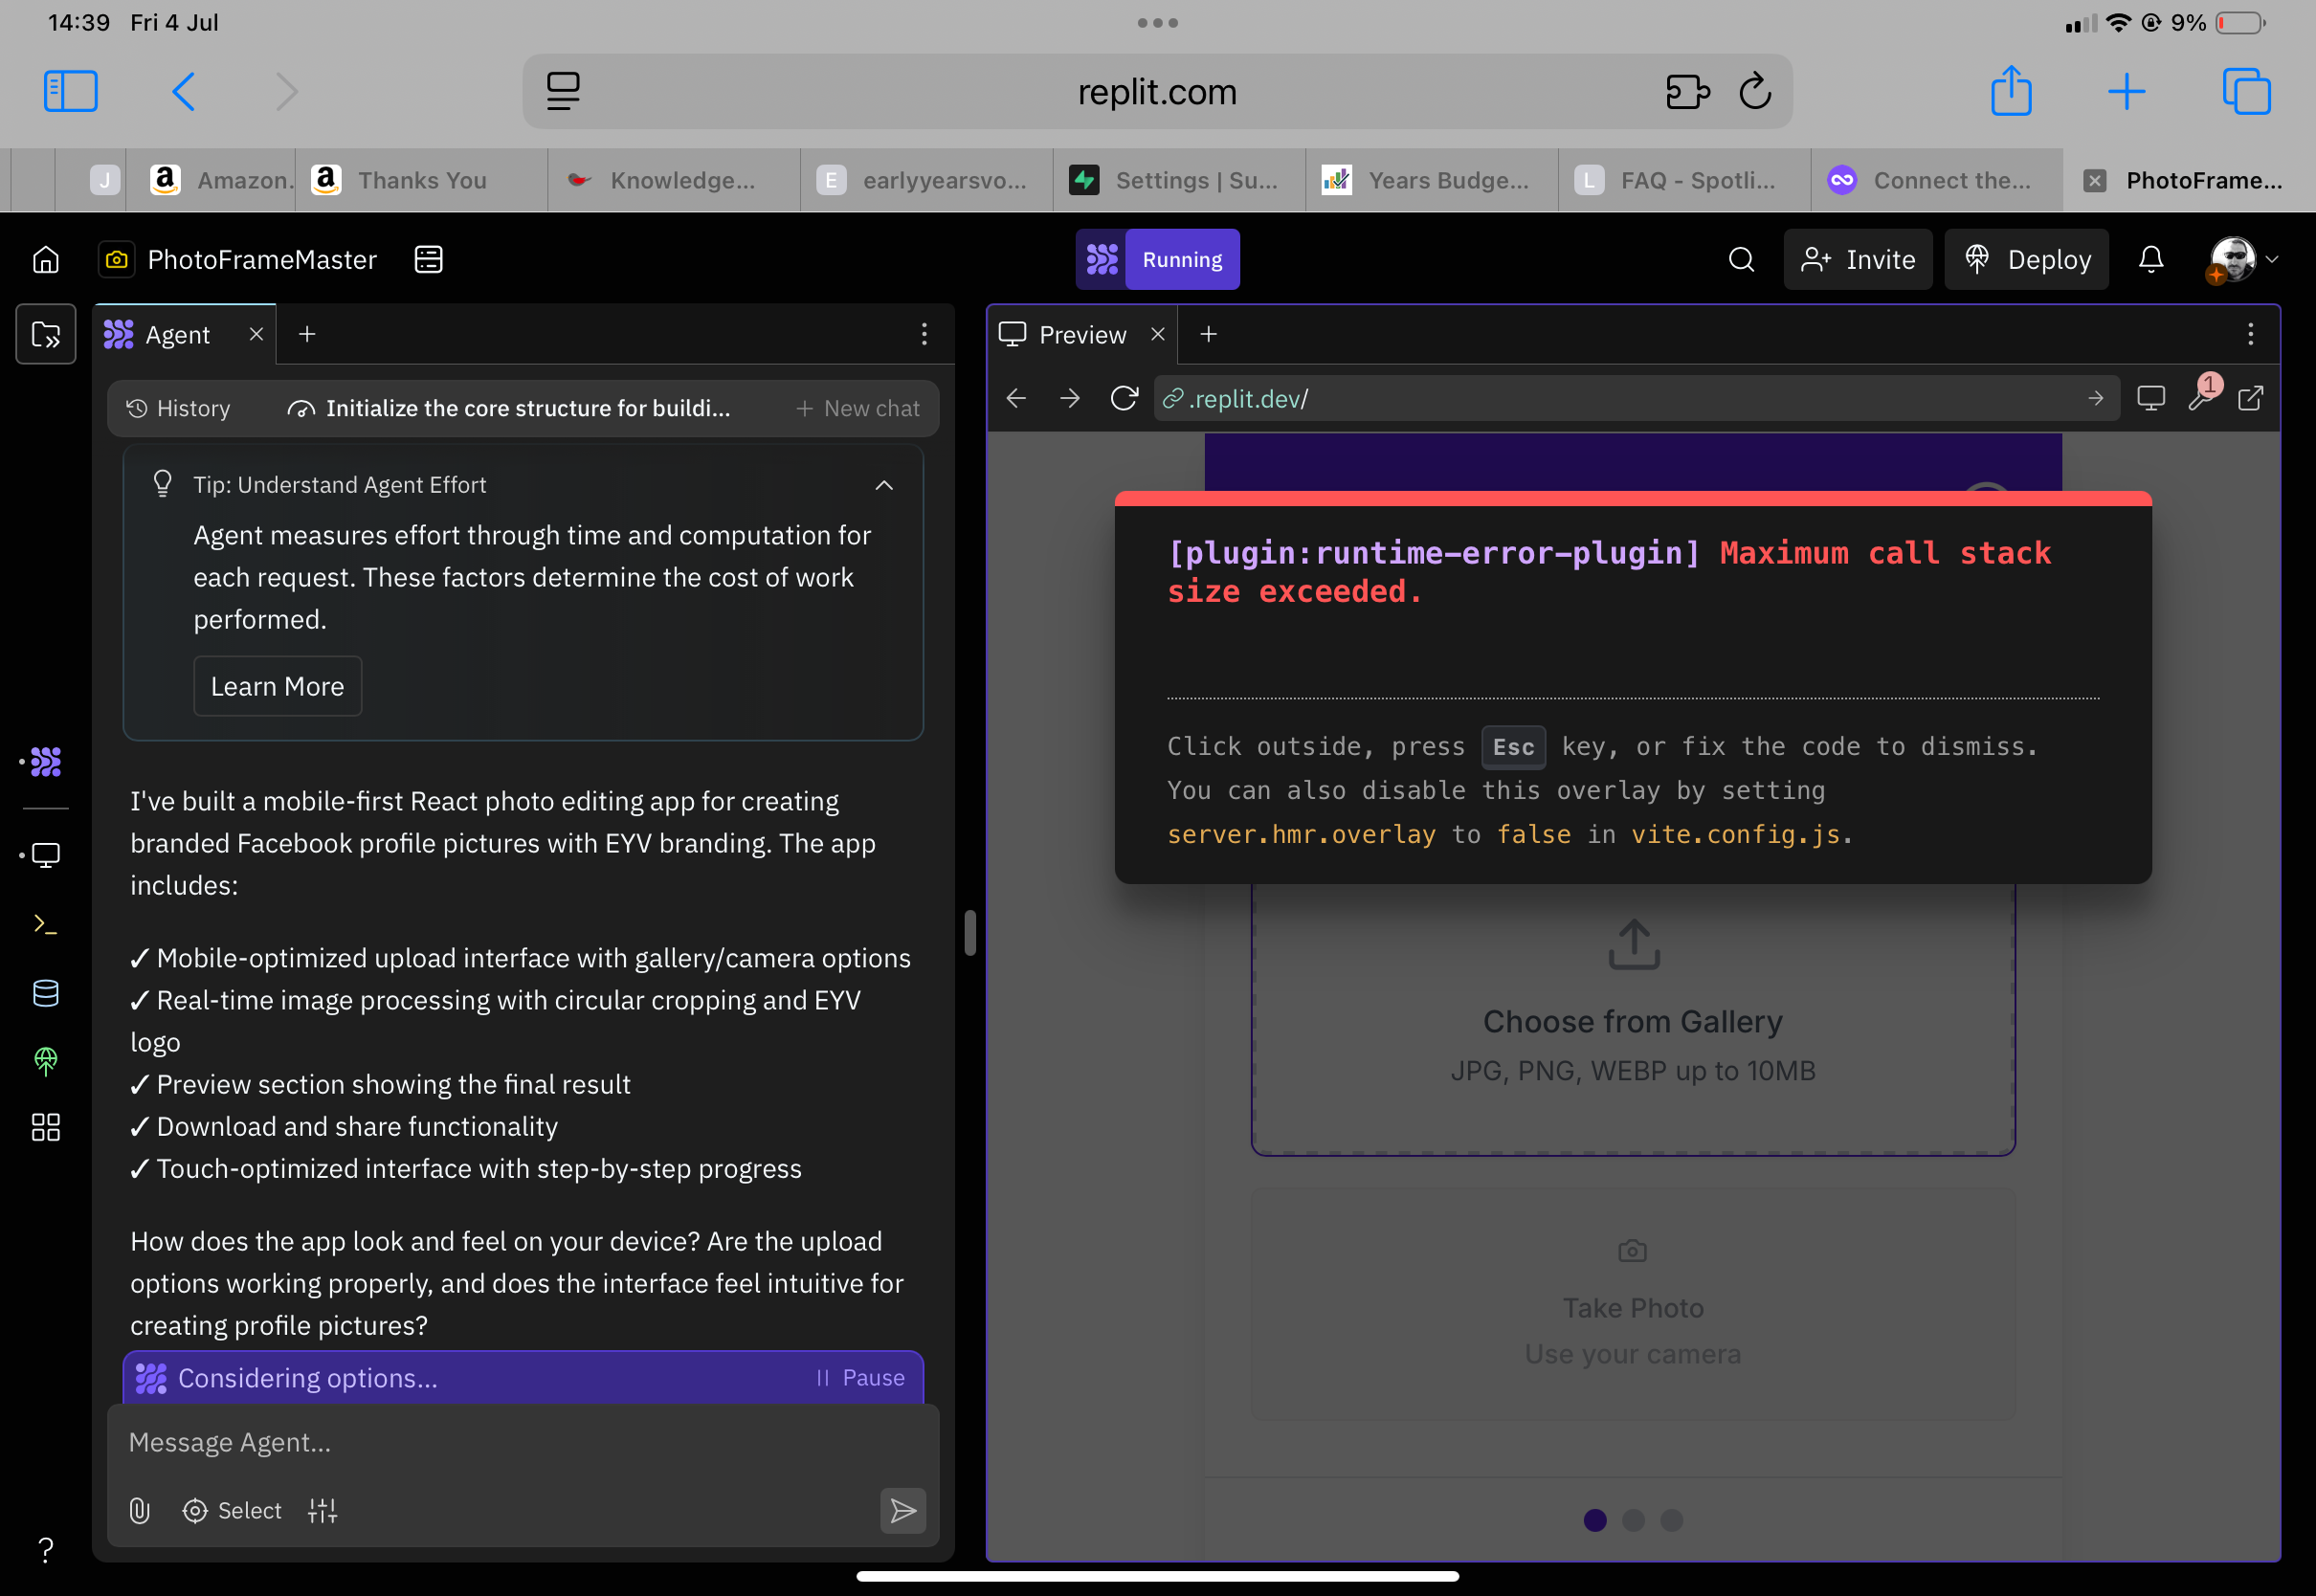 14:39 Fri 4 Jul
9%
replit.com
J
Amazon.
Thanks You
Knowledge...
E earlyyearsvo...
Settings | Su...
Years Budge...
L FAQ - Spotli...
Connect the...
PhotoFrame...
PhotoFrameMaster
Running
Invite
Deploy
Agent
History
Initialize the core structure for buildi...
+ New chat
Tip: Understand Agent Effort
Agent measures effort through time and computation for
each request. These factors determine the cost of work
performed.
Learn More
I've built a mobile-first React photo editing app for creating
branded Facebook profile pictures with EYV branding. The app
includes:
✓ Mobile-optimized upload interface with gallery/camera options
✓ Real-time image processing with circular cropping and EYV
logo
✓ Preview section showing the final result
✓ Download and share functionality
✓ Touch-optimized interface with step-by-step progress
How does the app look and feel on your device? Are the upload
options working properly, and does the interface feel intuitive for
creating profile pictures?
Considering options...
Pause
Message Agent...
Select
?
Preview
.replit.dev/
1
[plugin:runtime-error-plugin] Maximum call stack
size exceeded.
Click outside, press Esc key, or fix the code to dismiss.
You can also disable this overlay by setting
server.hmr.overlay to false in vite.config.js.
Choose from Gallery
JPG, PNG, WEBP up to 10MB
Take Photo
Use your camera